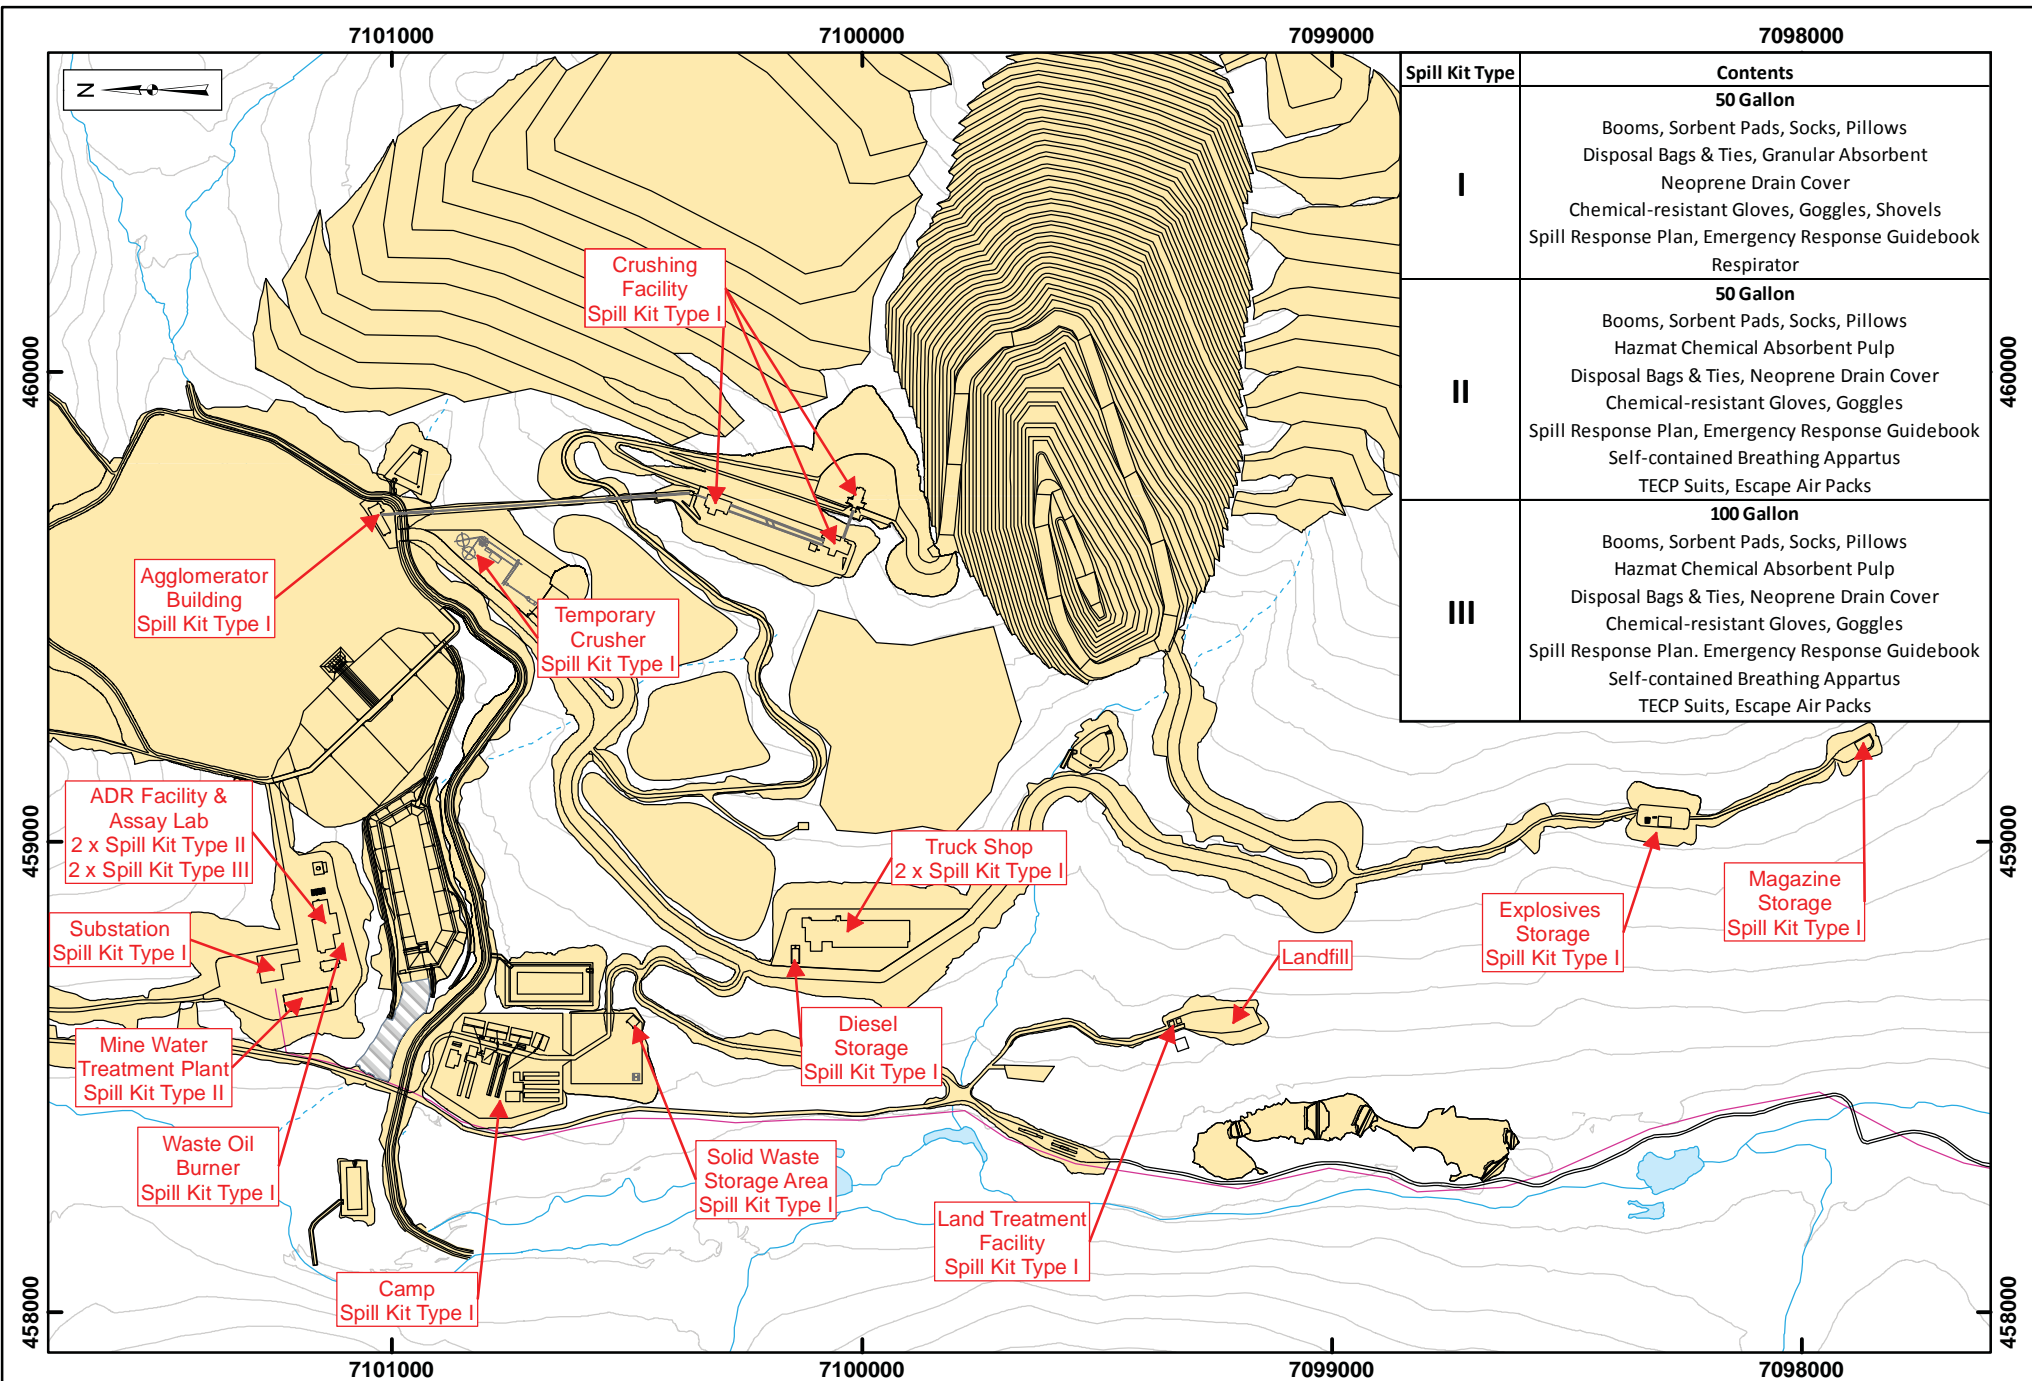 7101000
7100000
7099000
7098000
N
Spill Kit Type
Contents
I
50 Gallon
Booms, Sorbent Pads, Socks, Pillows
Disposal Bags & Ties, Granular Absorbent
Neoprene Drain Cover
Chemical-resistant Gloves, Goggles, Shovels
Spill Response Plan, Emergency Response Guidebook
Respirator
II
50 Gallon
Booms, Sorbent Pads, Socks, Pillows
Hazmat Chemical Absorbent Pulp
Disposal Bags & Ties, Neoprene Drain Cover
Chemical-resistant Gloves, Goggles
Spill Response Plan, Emergency Response Guidebook
Self-contained Breathing Appartus
TECP Suits, Escape Air Packs
III
100 Gallon
Booms, Sorbent Pads, Socks, Pillows
Hazmat Chemical Absorbent Pulp
Disposal Bags & Ties, Neoprene Drain Cover
Chemical-resistant Gloves, Goggles
Spill Response Plan. Emergency Response Guidebook
Self-contained Breathing Appartus
TECP Suits, Escape Air Packs
460000
460000
Crushing
Facility
Spill Kit Type I
Agglomerator
Building
Spill Kit Type I
Temporary
Crusher
Spill Kit Type I
ADR Facility &
Assay Lab
2 x Spill Kit Type II
2 x Spill Kit Type III
459000
459000
Truck Shop
2 x Spill Kit Type I
Magazine
Storage
Spill Kit Type I
Explosives
Storage
Spill Kit Type I
Substation
Spill Kit Type I
Landfill
Diesel
Storage
Spill Kit Type I
Mine Water
Treatment Plant
Spill Kit Type II
Waste Oil
Burner
Spill Kit Type I
Solid Waste
Storage Area
Spill Kit Type I
Land Treatment
Facility
Spill Kit Type I
Camp
Spill Kit Type I
458000
458000
7101000
7100000
7099000
7098000